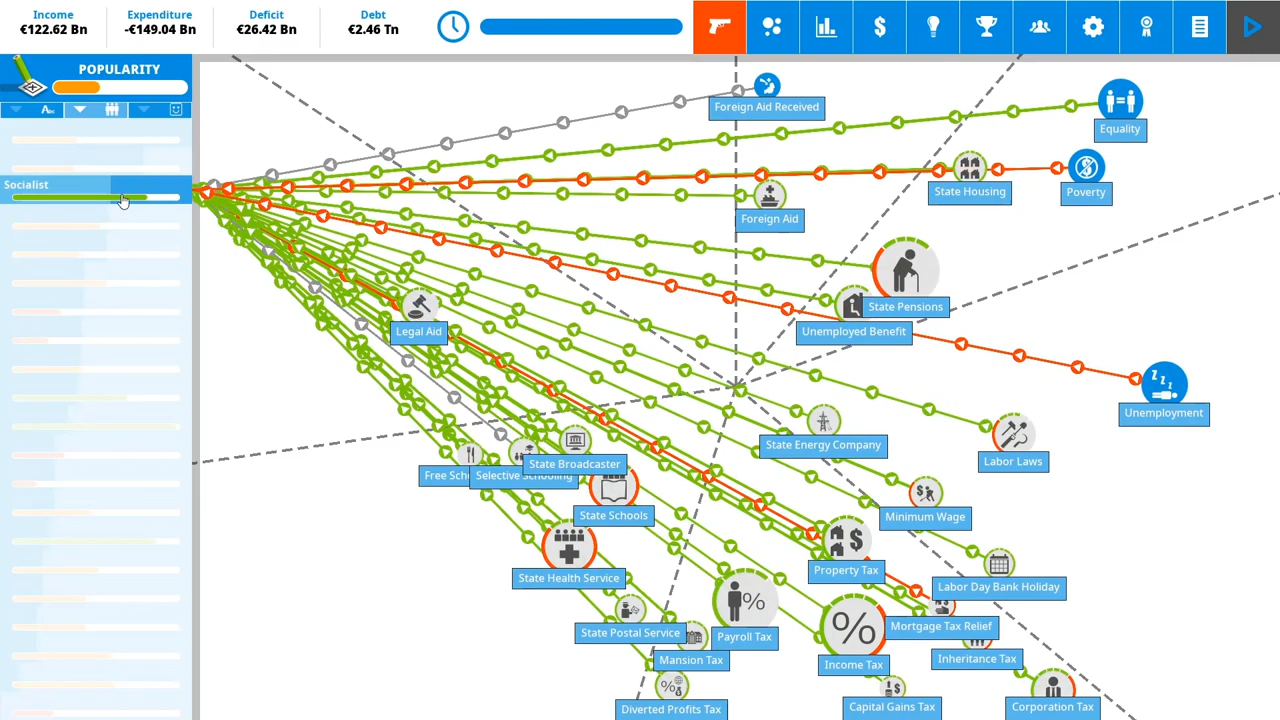 Income
Expenditure
Deficit
Debt
€122.62 Bn
-€149.04 Bn
€26.42 Bn
€2.46 Tn
POPULARITY
Socialist
Foreign Aid Received
Equality
State Housing
Poverty
Foreign Aid
State Pensions
Unemployed Benefit
Legal Aid
Unemployment
State Energy Company
Labor Laws
State Broadcaster
Free Scho
Selective Schooling
State Schools
Minimum Wage
Property Tax
State Health Service
Labor Day Bank Holiday
Mortgage Tax Relief
State Postal Service
Payroll Tax
Mansion Tax
Income Tax
Inheritance Tax
Diverted Profits Tax
Capital Gains Tax
Corporation Tax